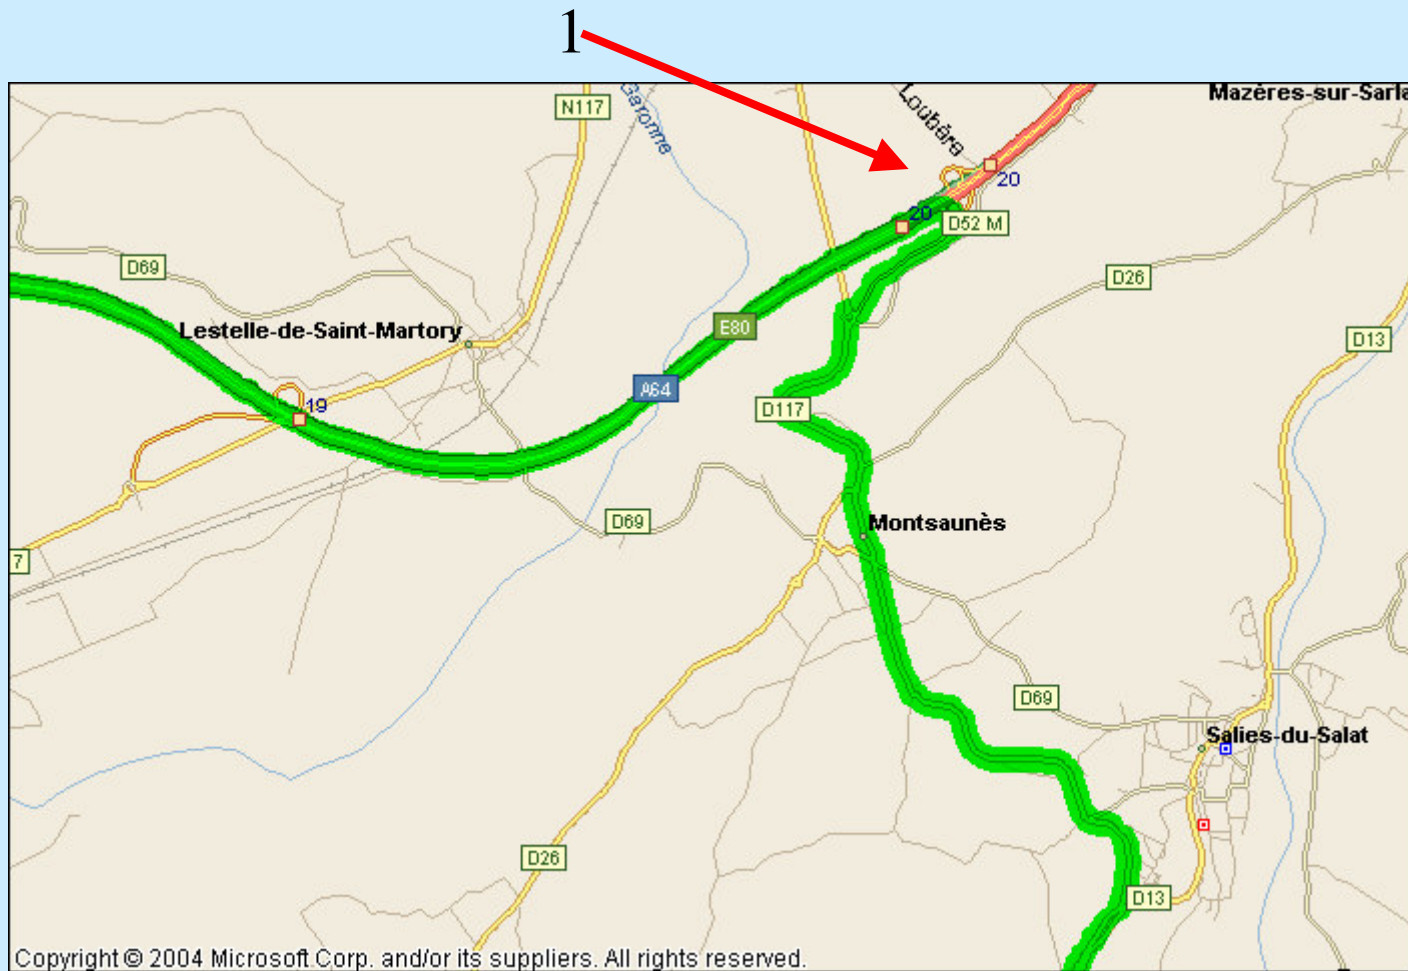 1
Mazères-sur-Sarla
Loubère
N117
Garonne
20
20
D52 M
D69
D26
Lestelle-de-Saint-Martory
E80
D13
A64
19
D117
D69
Montsaunès
7
D69
Salies-du-Salat
D26
D13
Copyright © 2004 Microsoft Corp. and/or its suppliers. All rights reserved.